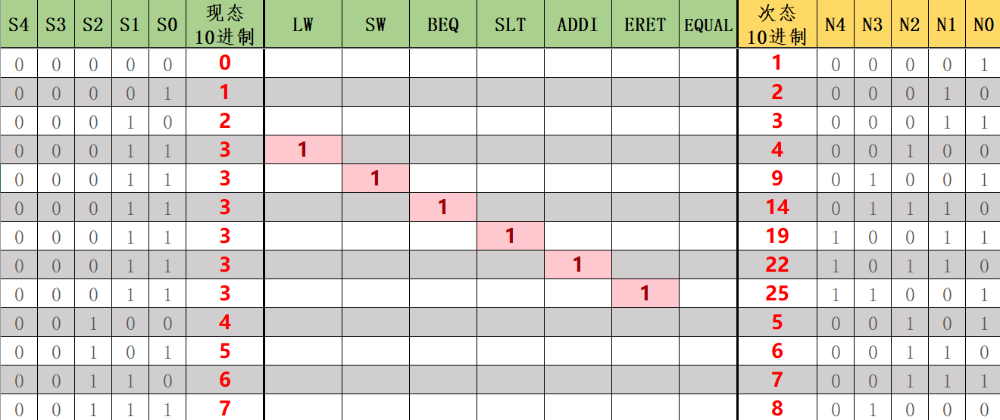 S4 S3 S2 S1 S0 现态 10进制 LW SW BEQ SLT ADDI ERET EQUAL 次态 10进制 N4 N3 N2 N1 N0
0 0 0 0 0 0 1 0 0 0 0 1
0 0 0 0 1 1 2 0 0 0 1 0
0 0 0 1 0 2 3 0 0 0 1 1
0 0 0 1 1 3 1 4 0 0 1 0 0
0 0 0 1 1 3 1 9 0 1 0 0 1
0 0 0 1 1 3 1 14 0 1 1 1 0
0 0 0 1 1 3 1 19 1 0 0 1 1
0 0 0 1 1 3 1 22 1 0 1 1 0
0 0 0 1 1 3 1 25 1 1 0 0 1
0 0 1 0 0 4 5 0 0 1 0 1
0 0 1 0 1 5 6 0 0 1 1 0
0 0 1 1 0 6 7 0 0 1 1 1
0 0 1 1 1 7 8 0 1 0 0 0